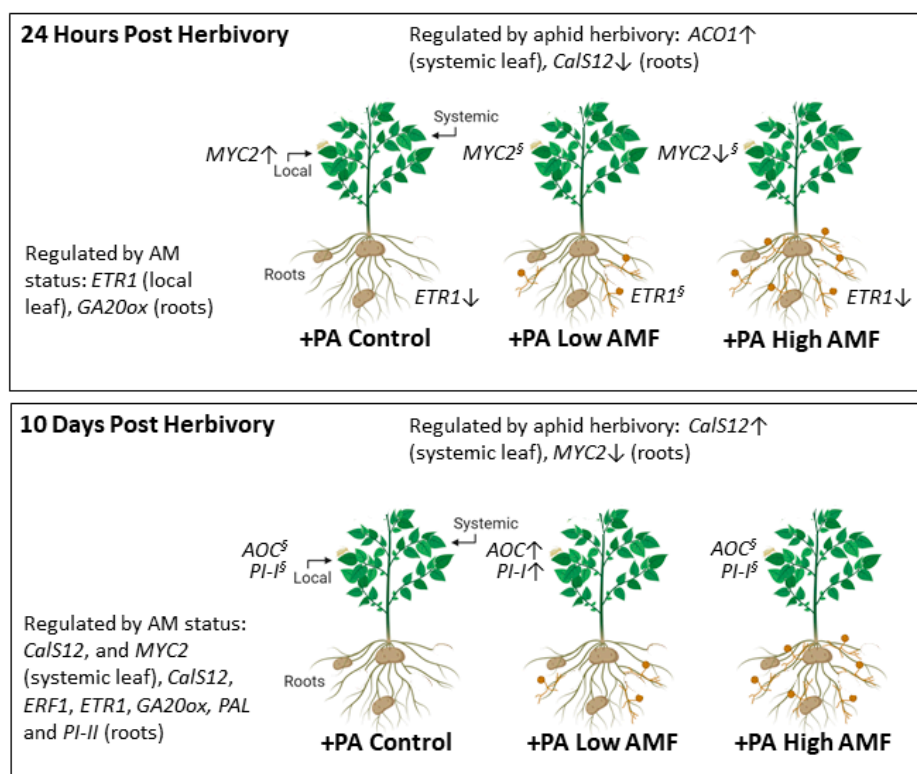 24 Hours Post Herbivory
Regulated by aphid herbivory: ACO1↑
(systemic leaf), CalS12↓ (roots)
Systemic
MYC2↑
Local
MYC2§
MYC2↓§
Regulated by AM
status: ETR1 (local
leaf), GA20ox (roots)
Roots
ETR1↓
ETR1§
ETR1↓
+PA Control
+PA Low AMF
+PA High AMF
10 Days Post Herbivory
Regulated by aphid herbivory: CalS12↑
(systemic leaf), MYC2↓ (roots)
Systemic
AOC§
PI-I§
Local
AOC↑
PI-I↑
AOC§
PI-I§
Regulated by AM status:
CalS12, and MYC2
(systemic leaf), CalS12,
ERF1, ETR1, GA20ox, PAL
and PI-II (roots)
Roots
+PA Control
+PA Low AMF
+PA High AMF